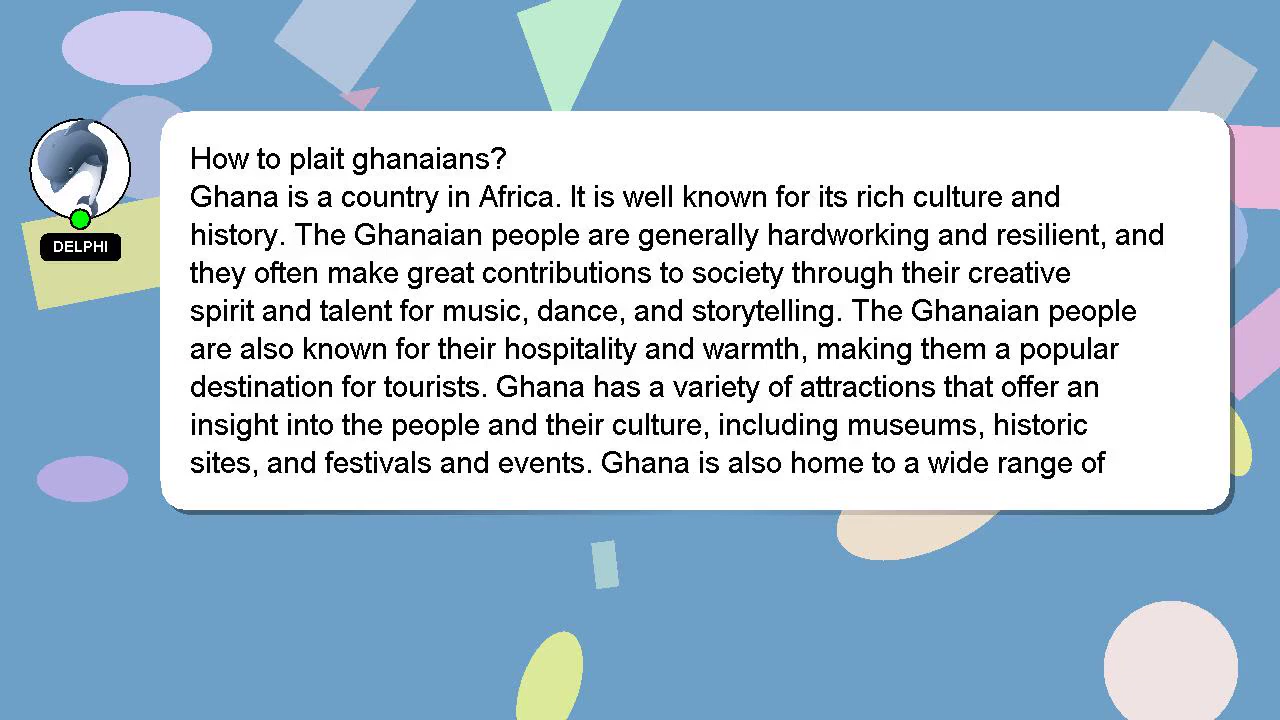 How to plait ghanaians?
Ghana is a country in Africa. It is well known for its rich culture and
history. The Ghanaian people are generally hardworking and resilient, and
they often make great contributions to society through their creative
spirit and talent for music, dance, and storytelling. The Ghanaian people
are also known for their hospitality and warmth, making them a popular
destination for tourists. Ghana has a variety of attractions that offer an
insight into the people and their culture, including museums, historic
sites, and festivals and events. Ghana is also home to a wide range of
DELPHI